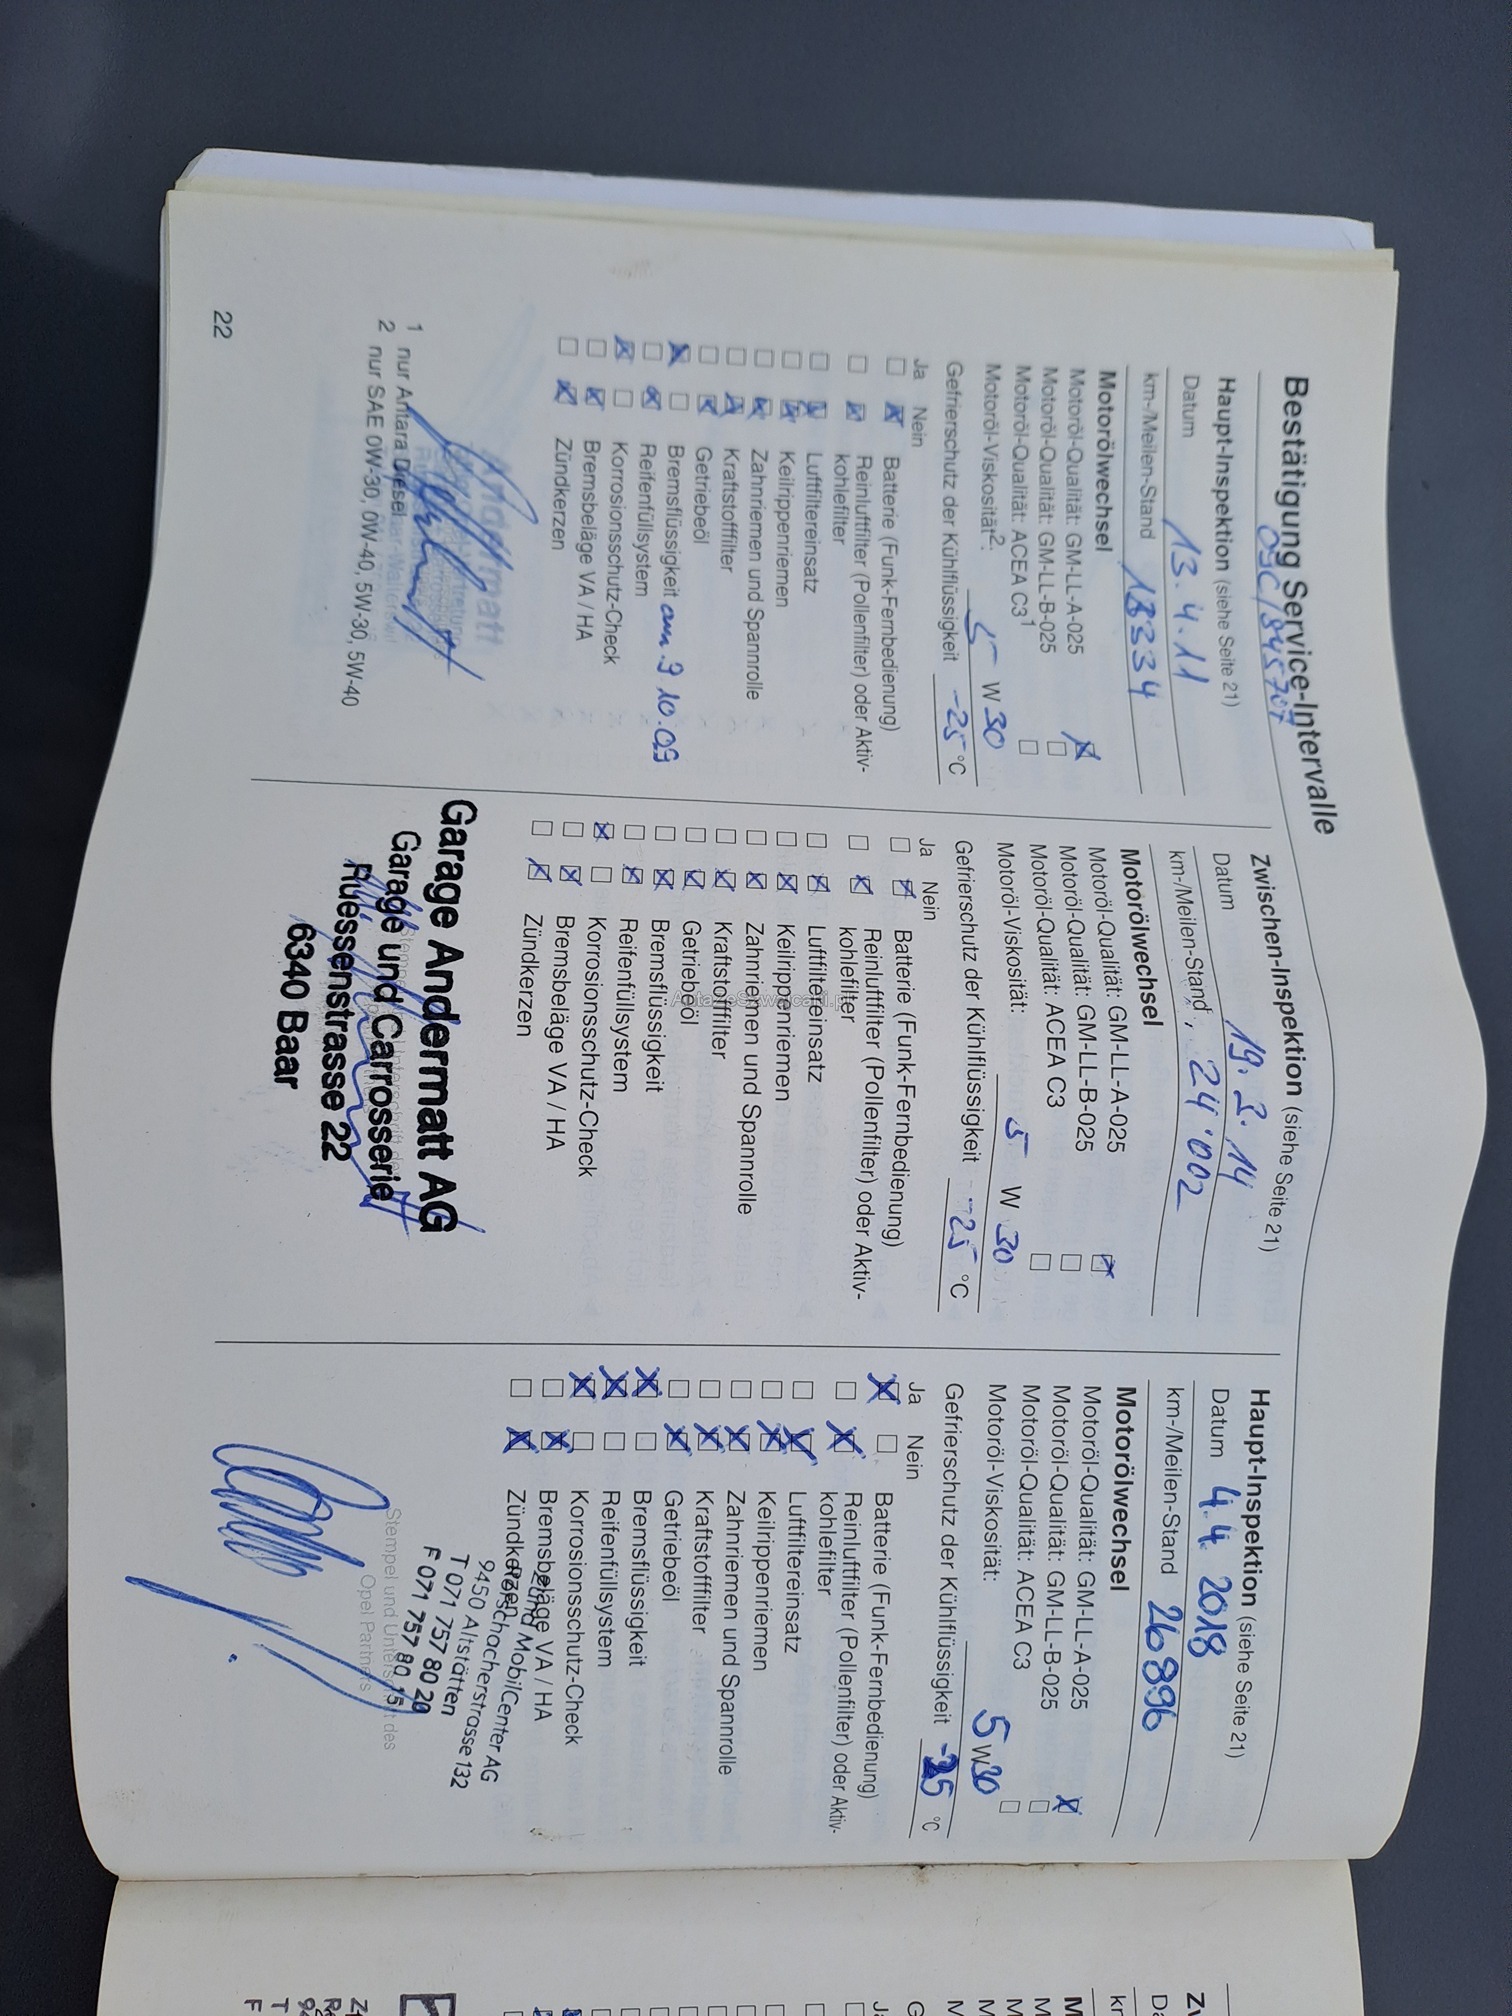 Bestätigung Service-Intervalle
Haupt-Inspektion (siehe Seite 21)
Datum 13.4.11
km-/Meilen-Stand 18334
Motorölwechsel
Motoröl-Qualität: GM-LL-A-025
Motoröl-Qualität: GM-LL-B-025
Motoröl-Qualität: ACEA C3¹
Motoröl-Viskosität²: 5 W 30
Gefrierschutz der Kühlflüssigkeit -25 °C
Ja Nein
Batterie (Funk-Fernbedienung)
Reinluftfilter (Pollenfilter) oder Aktiv-
kohlefilter
Luftfiltereinsatz
Keilrippenriemen
Zahnriemen und Spannrolle
Kraftstofffilter
Getriebeöl
Bremsflüssigkeit am 9 10.09
Reifenfüllsystem
Korrosionsschutz-Check
Bremsbeläge VA / HA
Zündkerzen
1 nur Antara Diesel
2 nur SAE 0W-30, 0W-40, 5W-30, 5W-40
22
Zwischen-Inspektion (siehe Seite 21)
Datum 19.3.14
km-/Meilen-Stand 24'002
Motorölwechsel
Motoröl-Qualität: GM-LL-A-025
Motoröl-Qualität: GM-LL-B-025
Motoröl-Qualität: ACEA C3
Motoröl-Viskosität: 5 W 30
Gefrierschutz der Kühlflüssigkeit -25 °C
Ja Nein
Batterie (Funk-Fernbedienung)
Reinluftfilter (Pollenfilter) oder Aktiv-
kohlefilter
Luftfiltereinsatz
Keilrippenriemen
Zahnriemen und Spannrolle
Kraftstofffilter
Getriebeöl
Bremsflüssigkeit
Reifenfüllsystem
Korrosionsschutz-Check
Bremsbeläge VA / HA
Zündkerzen
Garage Andermatt AG
Garage und Carrosserie
Ruessenstrasse 22
6340 Baar
Haupt-Inspektion (siehe Seite 21)
Datum 4.4 2018
km-/Meilen-Stand 26896
Motorölwechsel
Motoröl-Qualität: GM-LL-A-025
Motoröl-Qualität: GM-LL-B-025
Motoröl-Qualität: ACEA C3
Motoröl-Viskosität: 5 W 30
Gefrierschutz der Kühlflüssigkeit -25 °C
Ja Nein
Batterie (Funk-Fernbedienung)
Reinluftfilter (Pollenfilter) oder Aktiv-
kohlefilter
Luftfiltereinsatz
Keilrippenriemen
Zahnriemen und Spannrolle
Kraftstofffilter
Getriebeöl
Bremsflüssigkeit
Reifenfüllsystem
Korrosionsschutz-Check
Bremsbeläge VA / HA
Zündkerzen
MobilCenter AG
132
9450 Altstätten
T 071 757 80 20
F 071 757 80 15
Stempel und des
Opel Partners